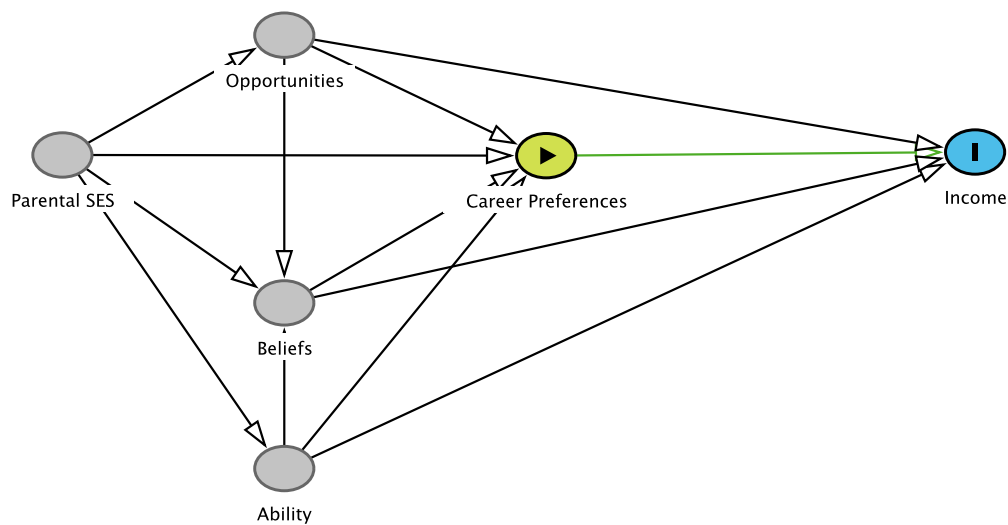 Opportunities
Parental SES
Career Preferences
Income
Beliefs
Ability